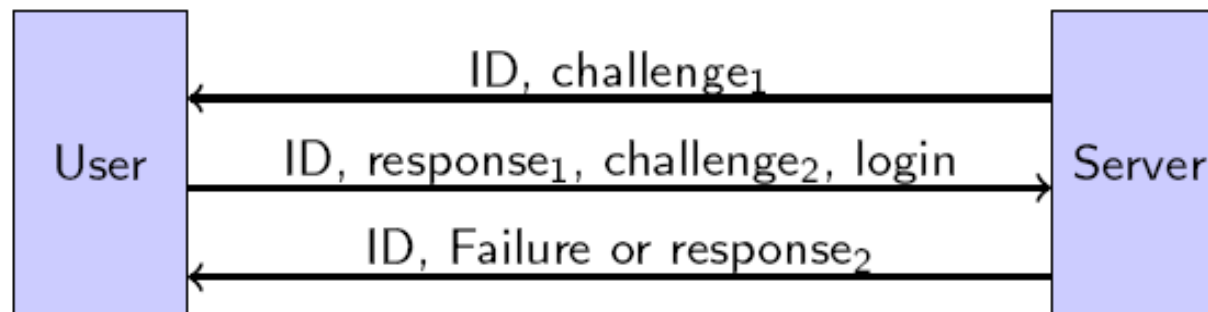 ID, challenge₁
User
ID, response₁, challenge₂, login
Server
ID, Failure or response₂